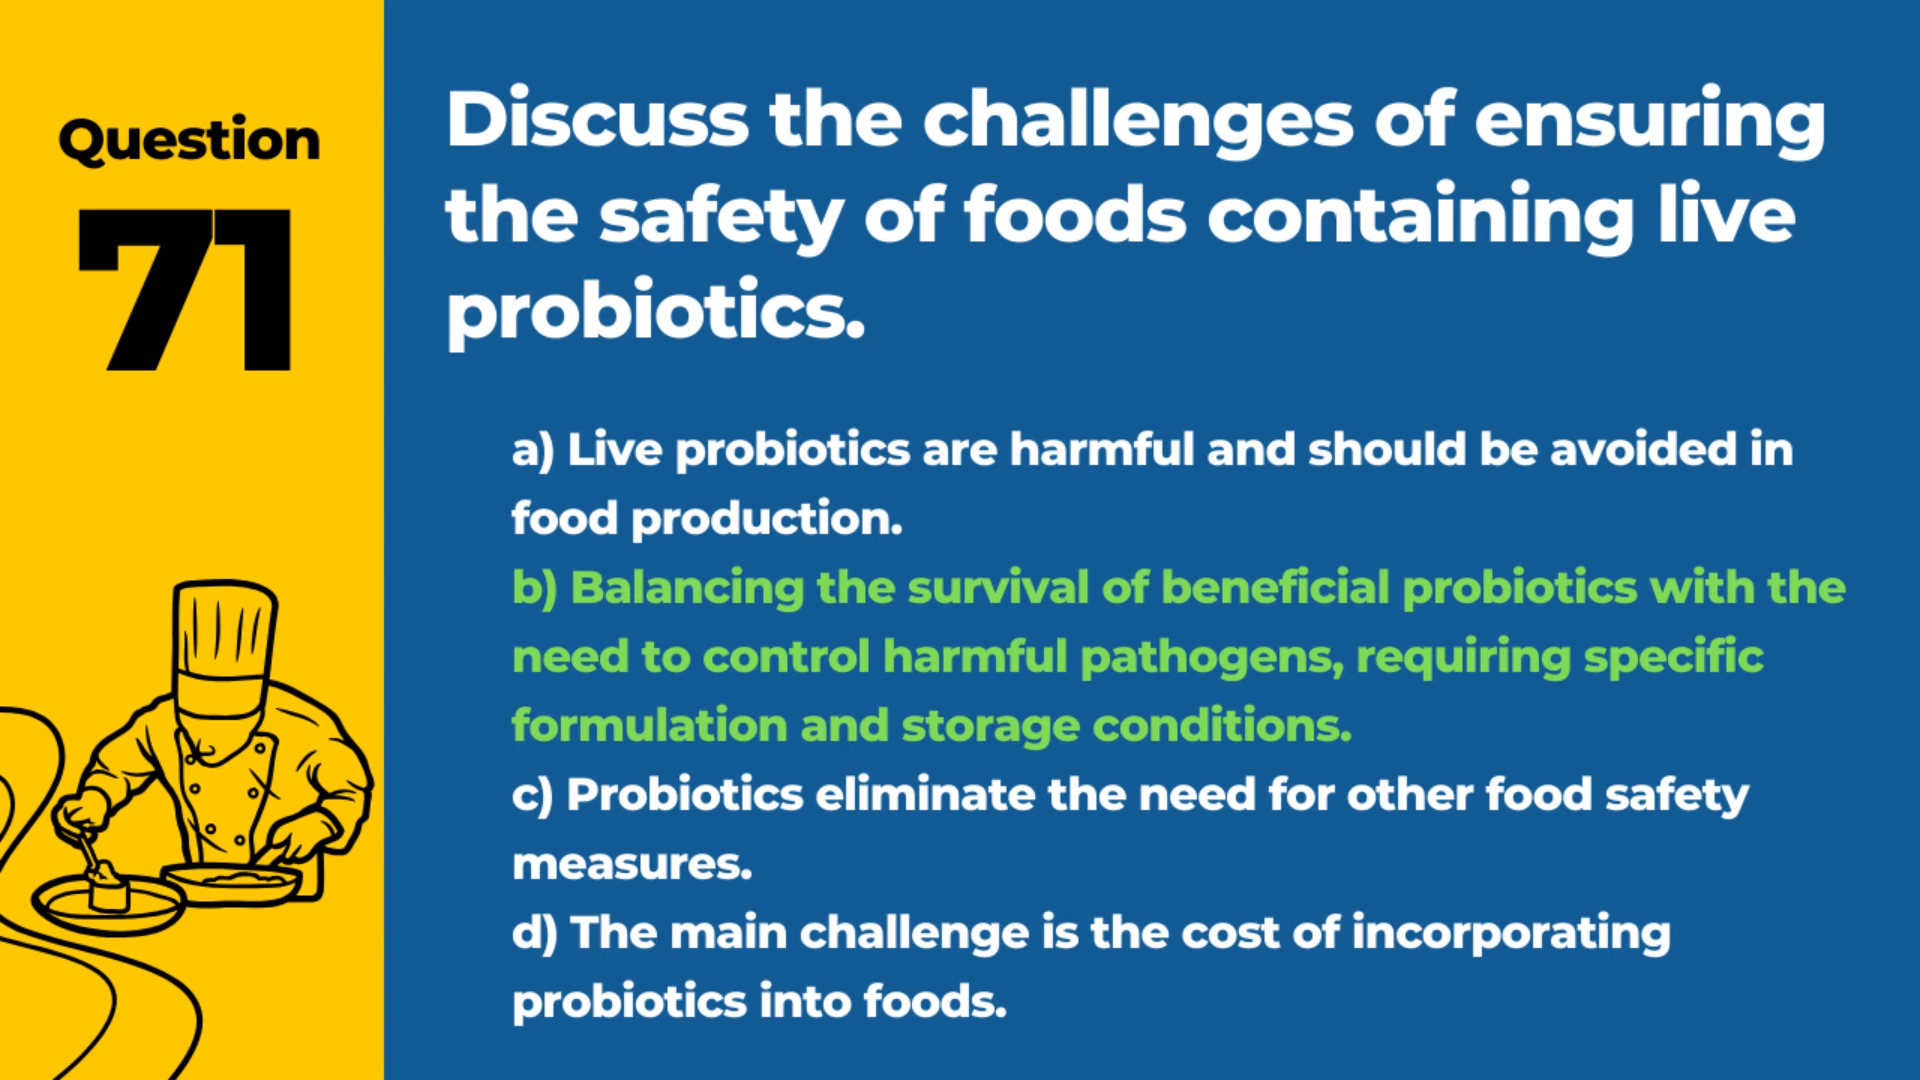 Question
71
Discuss the challenges of ensuring
the safety of foods containing live
probiotics.
a) Live probiotics are harmful and should be avoided in
food production.
b) Balancing the survival of beneficial probiotics with the
need to control harmful pathogens, requiring specific
formulation and storage conditions.
c) Probiotics eliminate the need for other food safety
measures.
d) The main challenge is the cost of incorporating
probiotics into foods.